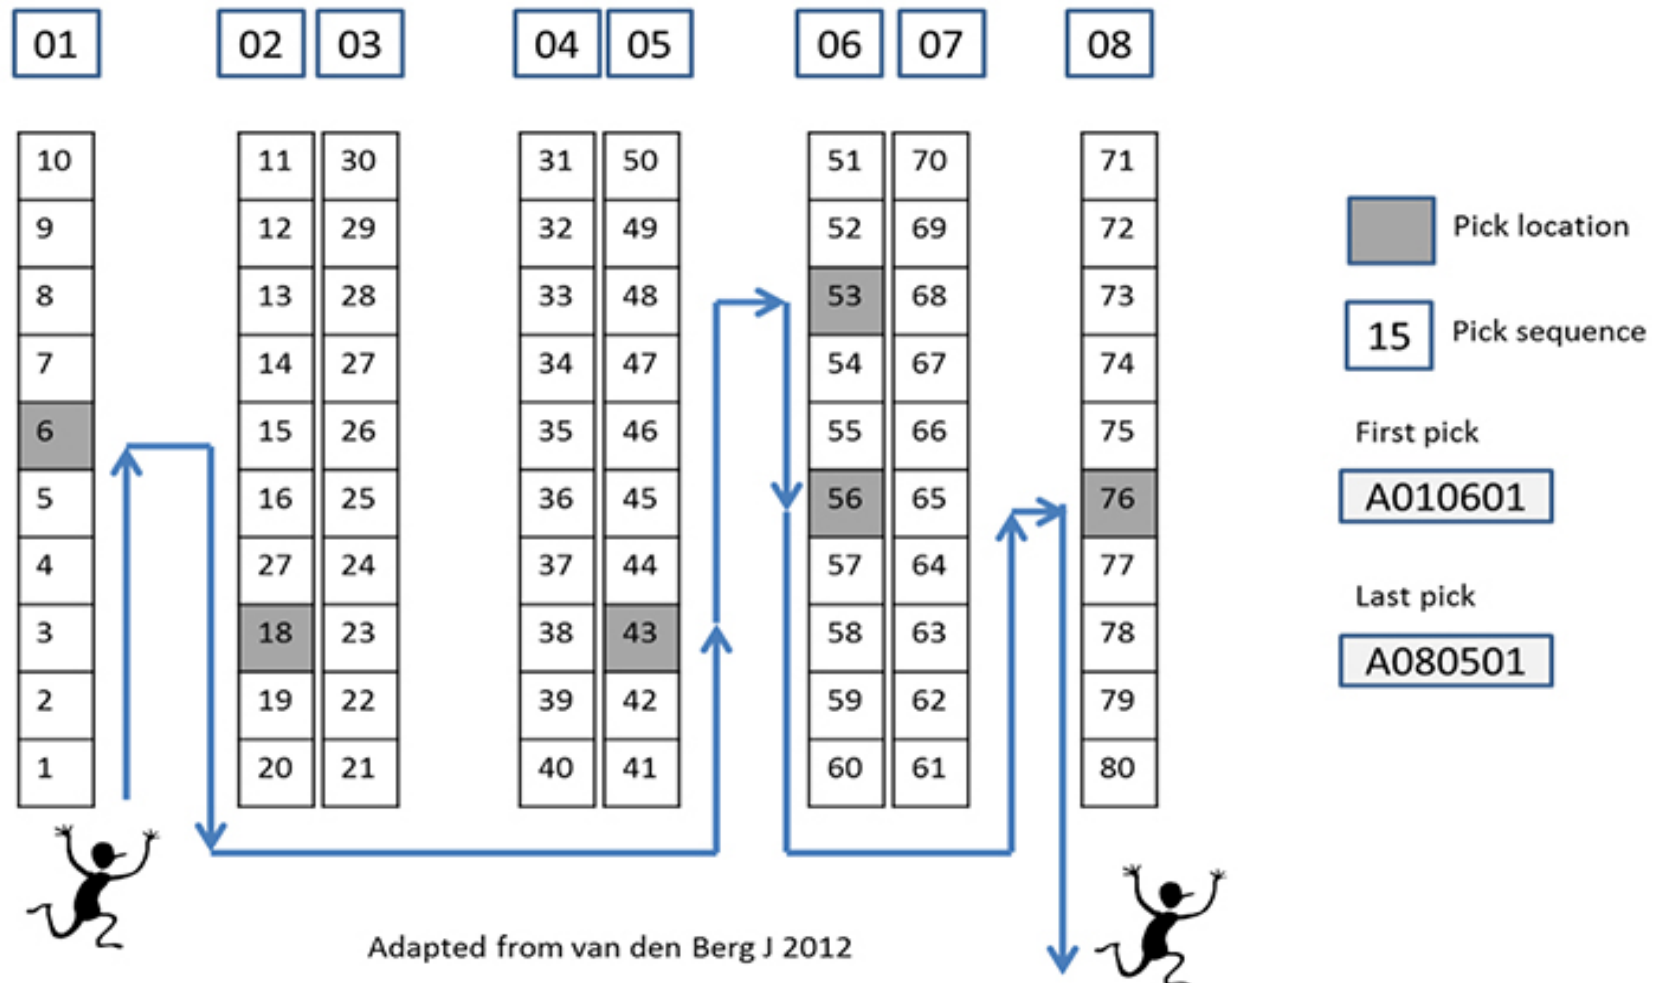 01 02 03 04 05 06 07 08
10 11 30 31 50 51 70 71
9 12 29 32 49 52 69 72
8 13 28 33 48 53 68 73
7 14 27 34 47 54 67 74
6 15 26 35 46 55 66 75
5 16 25 36 45 56 65 76
4 27 24 37 44 57 64 77
3 18 23 38 43 58 63 78
2 19 22 39 42 59 62 79
1 20 21 40 41 60 61 80
Pick location
15 Pick sequence
First pick
A010601
Last pick
A080501
Adapted from van den Berg J 2012